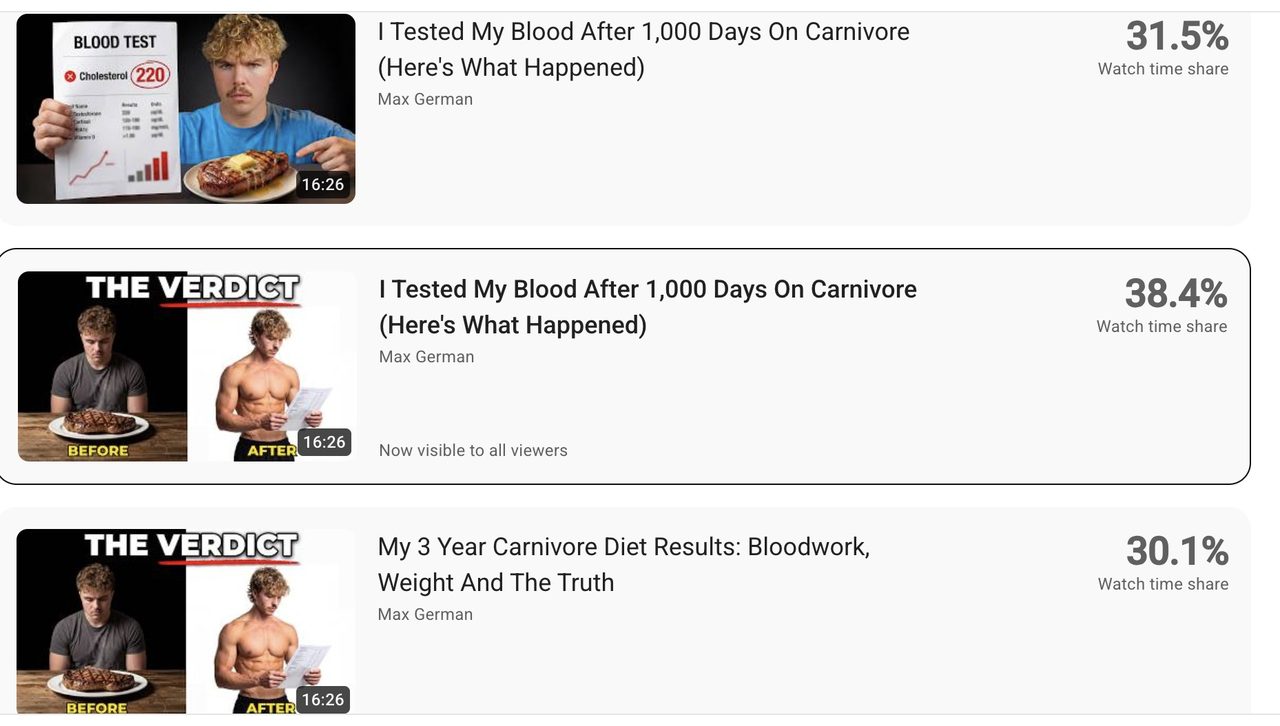 BLOOD TEST
Cholesterol 220
Name Results Units
16:26
I Tested My Blood After 1,000 Days On Carnivore
(Here's What Happened)
Max German
31.5%
Watch time share
THE VERDICT
BEFORE
AFTER
16:26
I Tested My Blood After 1,000 Days On Carnivore
(Here's What Happened)
Max German
Now visible to all viewers
38.4%
Watch time share
THE VERDICT
BEFORE
AFTER
16:26
My 3 Year Carnivore Diet Results: Bloodwork,
Weight And The Truth
Max German
30.1%
Watch time share